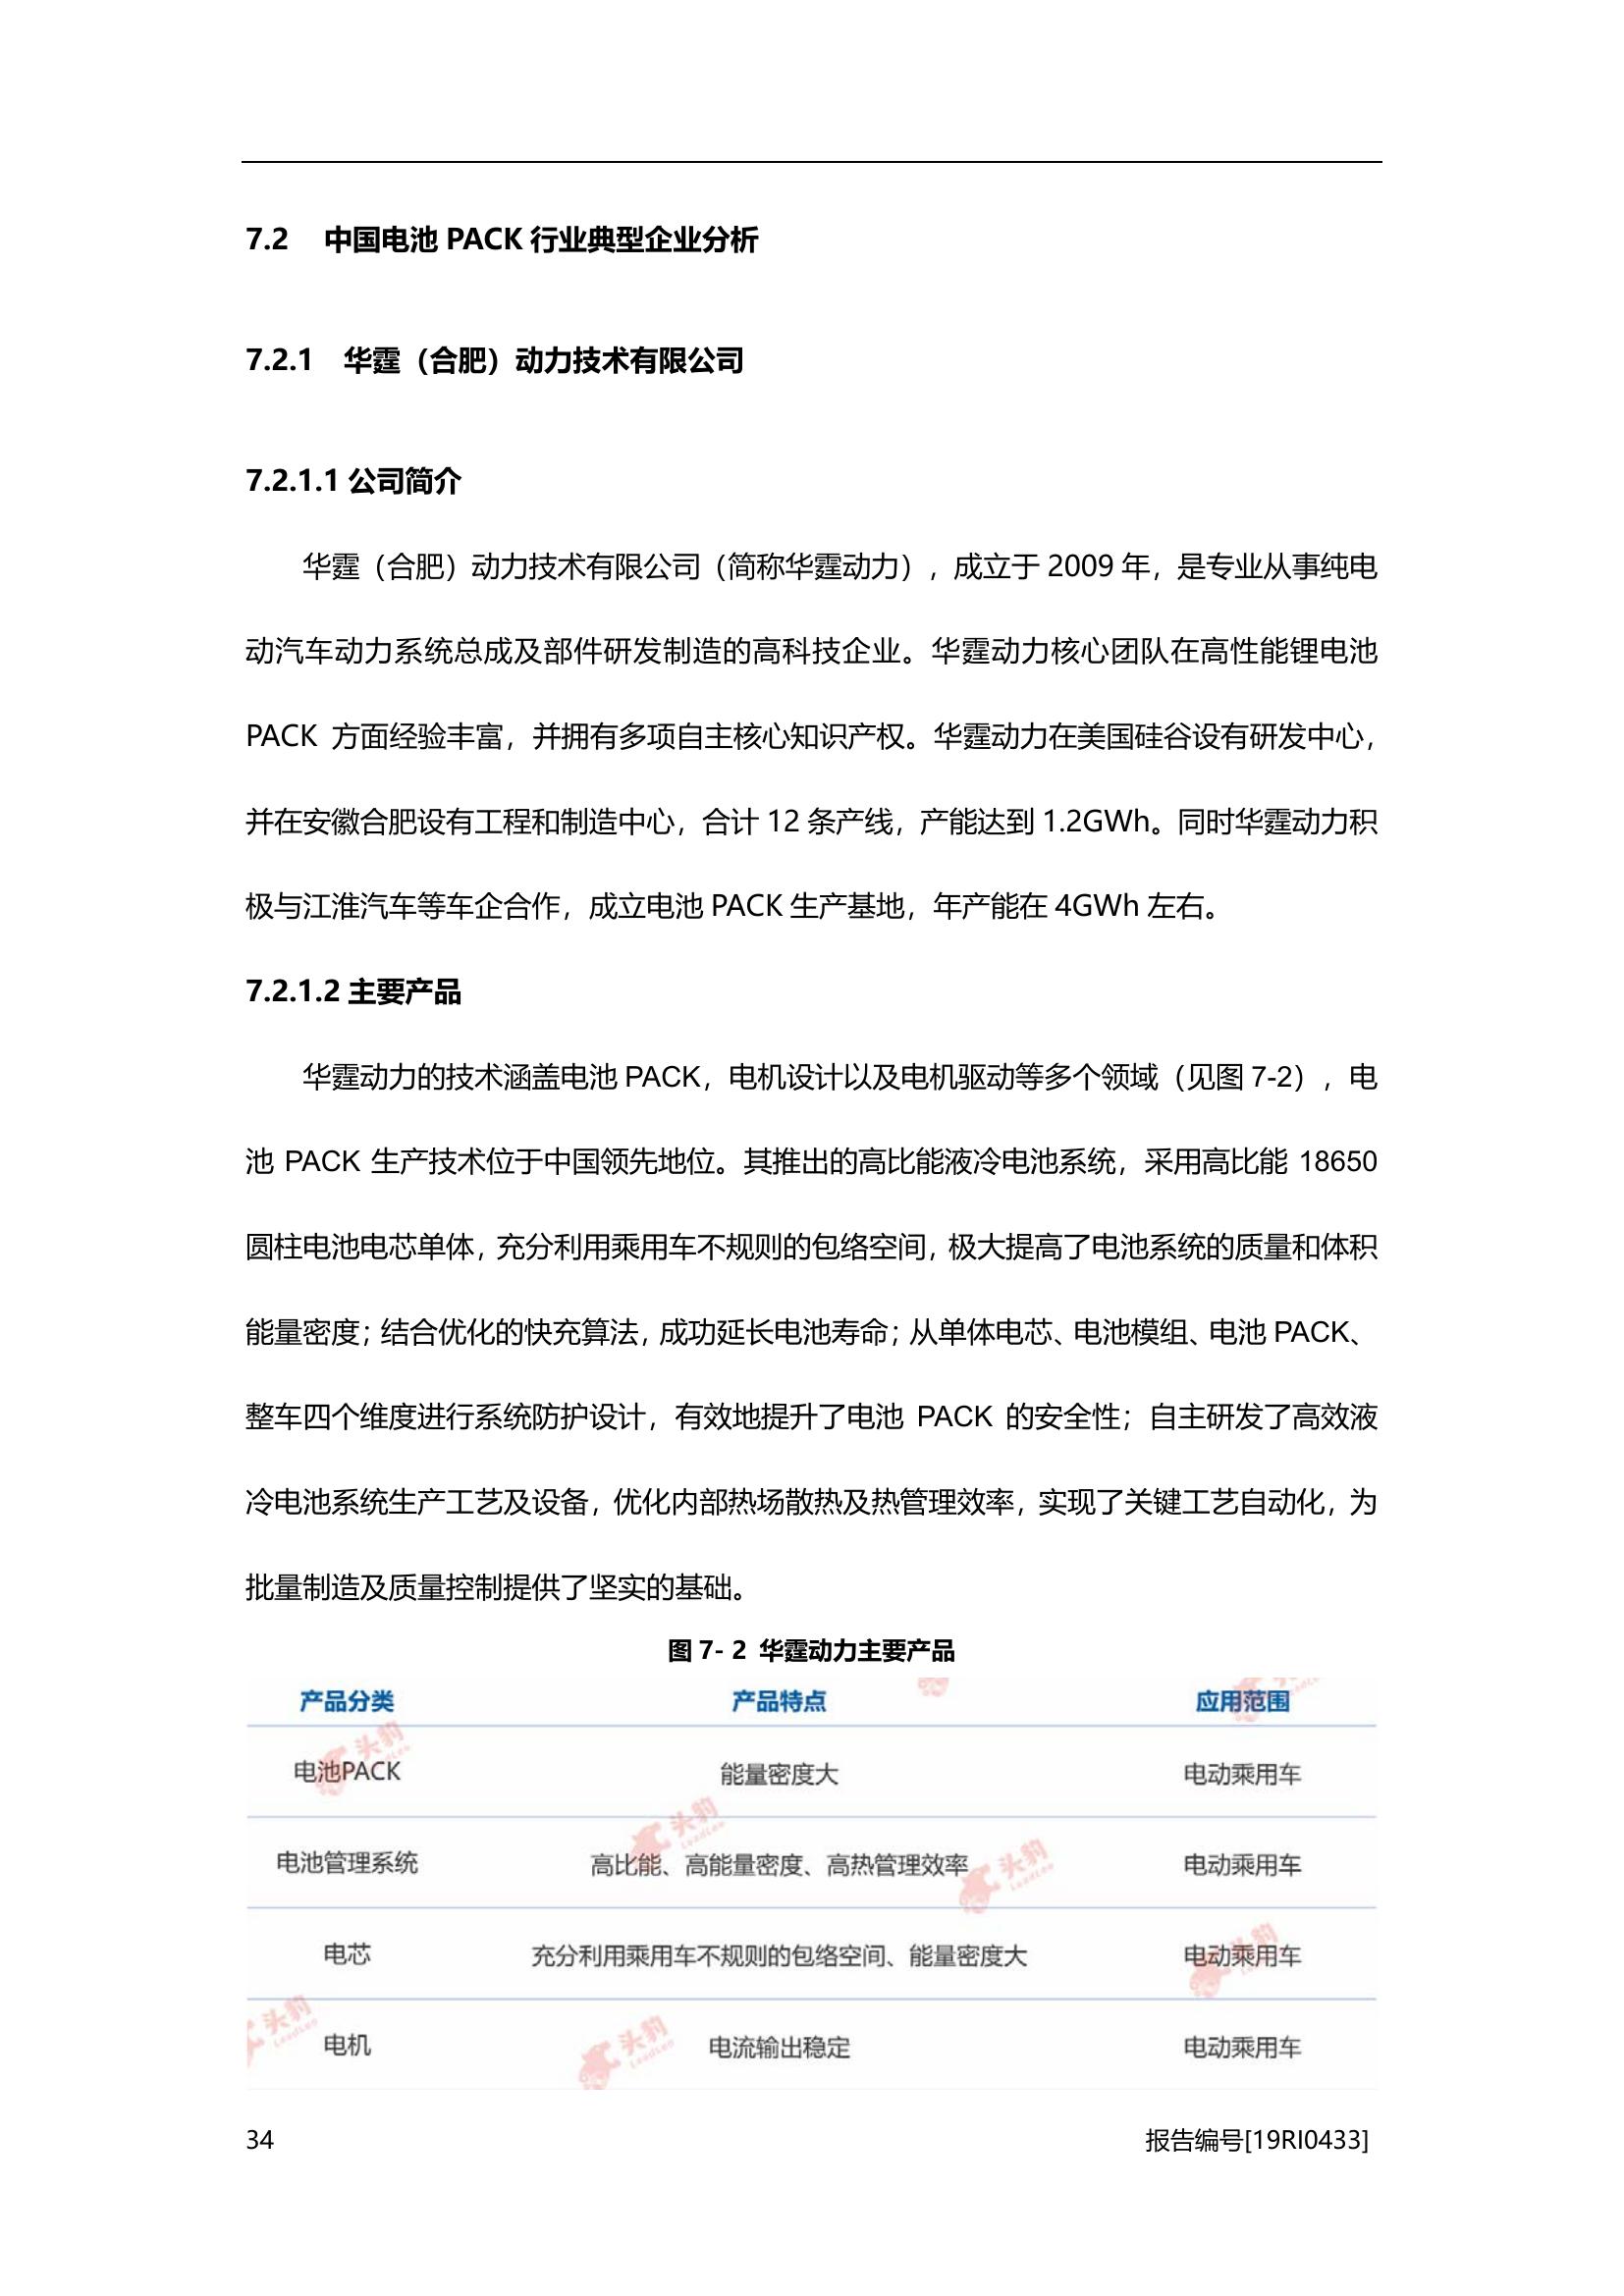 7.2 中国电池 PACK 行业典型企业分析
7.2.1 华霆（合肥）动力技术有限公司
7.2.1.1 公司简介
华霆（合肥）动力技术有限公司（简称华霆动力），成立于 2009 年，是专业从事纯电
动汽车动力系统总成及部件研发制造的高科技企业。华霆动力核心团队在高性能锂电池
PACK 方面经验丰富，并拥有多项自主核心知识产权。华霆动力在美国硅谷设有研发中心，
并在安徽合肥设有工程和制造中心，合计 12 条产线，产能达到 1.2GWh。同时华霆动力积
极与江淮汽车等车企合作，成立电池 PACK 生产基地，年产能在 4GWh 左右。
7.2.1.2 主要产品
华霆动力的技术涵盖电池 PACK，电机设计以及电机驱动等多个领域（见图 7-2），电
池 PACK 生产技术位于中国领先地位。其推出的高比能液冷电池系统，采用高比能 18650
圆柱电池电芯单体，充分利用乘用车不规则的包络空间，极大提高了电池系统的质量和体积
能量密度；结合优化的快充算法，成功延长电池寿命；从单体电芯、电池模组、电池 PACK、
整车四个维度进行系统防护设计，有效地提升了电池 PACK 的安全性；自主研发了高效液
冷电池系统生产工艺及设备，优化内部热场散热及热管理效率，实现了关键工艺自动化，为
批量制造及质量控制提供了坚实的基础。
图 7- 2 华霆动力主要产品
产品分类 产品特点 应用范围
电池PACK 能量密度大 电动乘用车
电池管理系统 高比能、高能量密度、高热管理效率 电动乘用车
电芯 充分利用乘用车不规则的包络空间、能量密度大 电动乘用车
电机 电流输出稳定 电动乘用车
头豹 LeadLeo
34 报告编号[19RI0433]